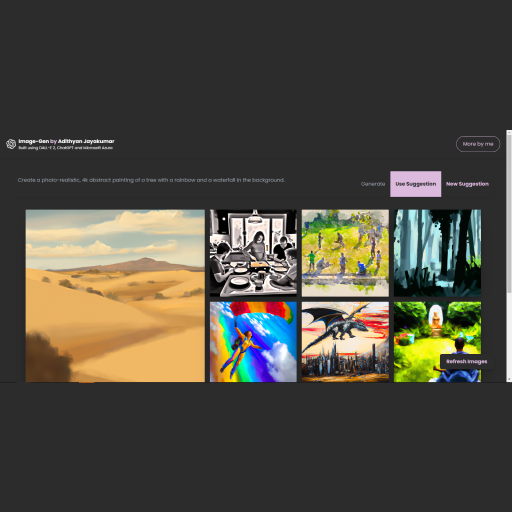 Image-Gen by Adithyan Jayakumar
Built using DALL-E 2, ChatGPT and Microsoft Azure
More by me
Create a photo-realistic, 4k abstract painting of a tree with a rainbow and a waterfall in the background.
Generate
Use Suggestion
New Suggestion
Refresh Images